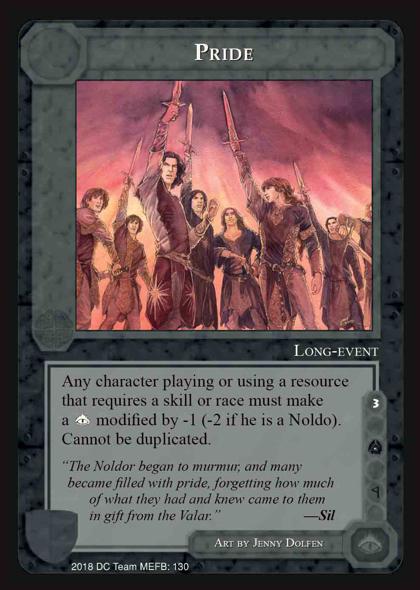 PRIDE
LONG-EVENT
Any character playing or using a resource
that requires a skill or race must make
a modified by -1 (-2 if he is a Noldo).
Cannot be duplicated.
3
“The Noldor began to murmur, and many
became filled with pride, forgetting how much
of what they had and knew came to them
in gift from the Valar.” —Sil
ART BY JENNY DOLFEN
2018 DC Team MEFB: 130